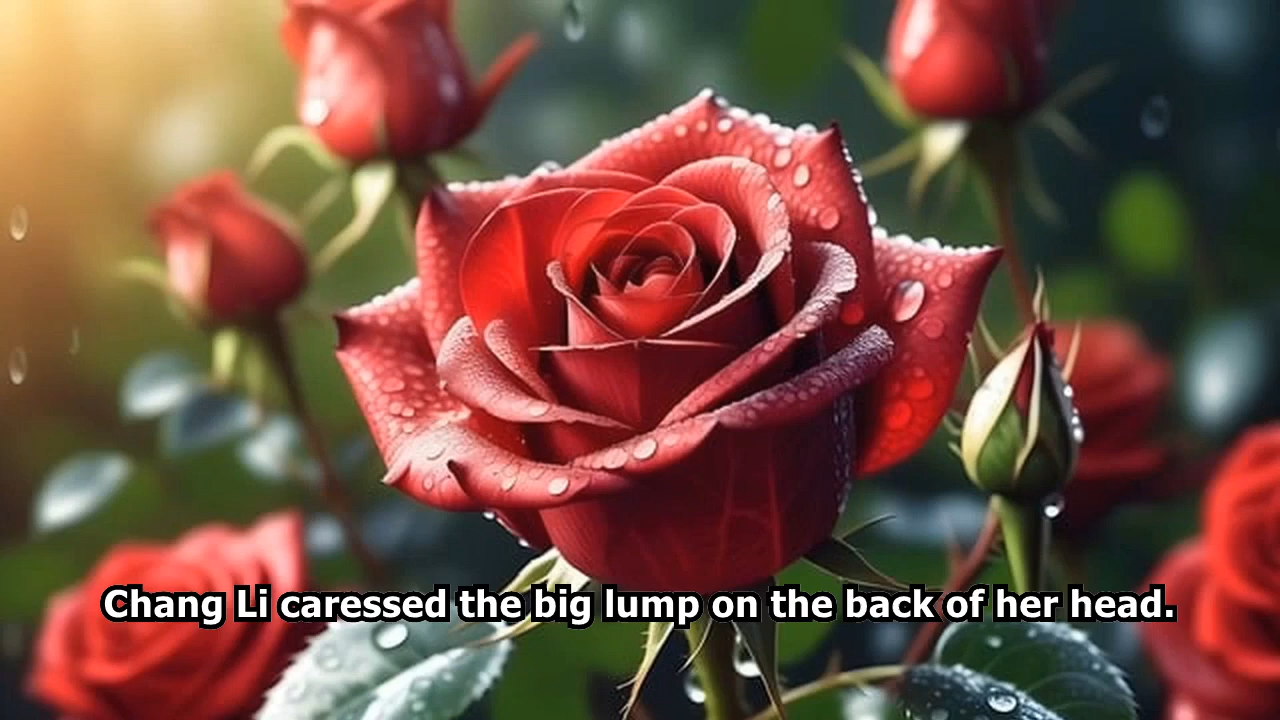 Chang Li caressed the big lump on the back of her head.